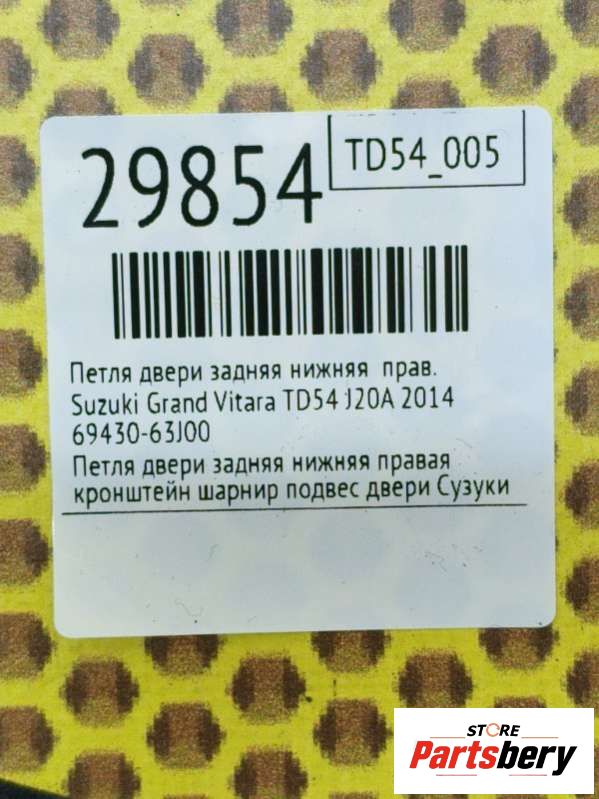 29854
TD54_005
Петля двери задняя нижняя прав.
Suzuki Grand Vitara TD54 J20A 2014
69430-63J00
Петля двери задняя нижняя правая
кронштейн шарнир подвес двери Сузуки
STORE
Partsbery